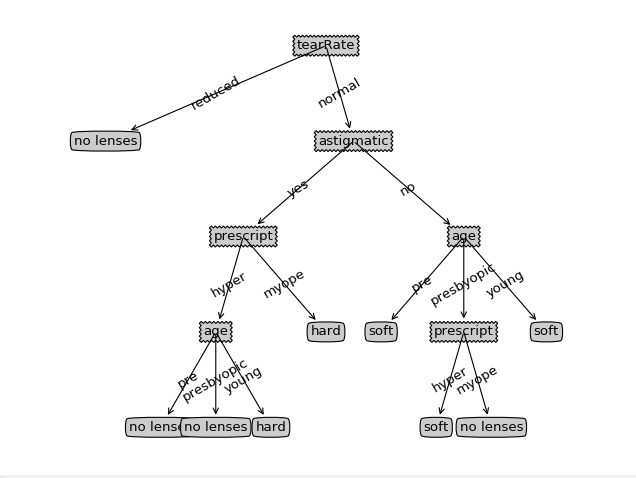 tearRate
reduced
normal
no lenses
astigmatic
yes
no
prescript
age
hyper
myope
pre
presbyopic
young
age
hard
soft
prescript
soft
pre
presbyopic
young
hyper
myope
no lense
no lenses
hard
soft
no lenses